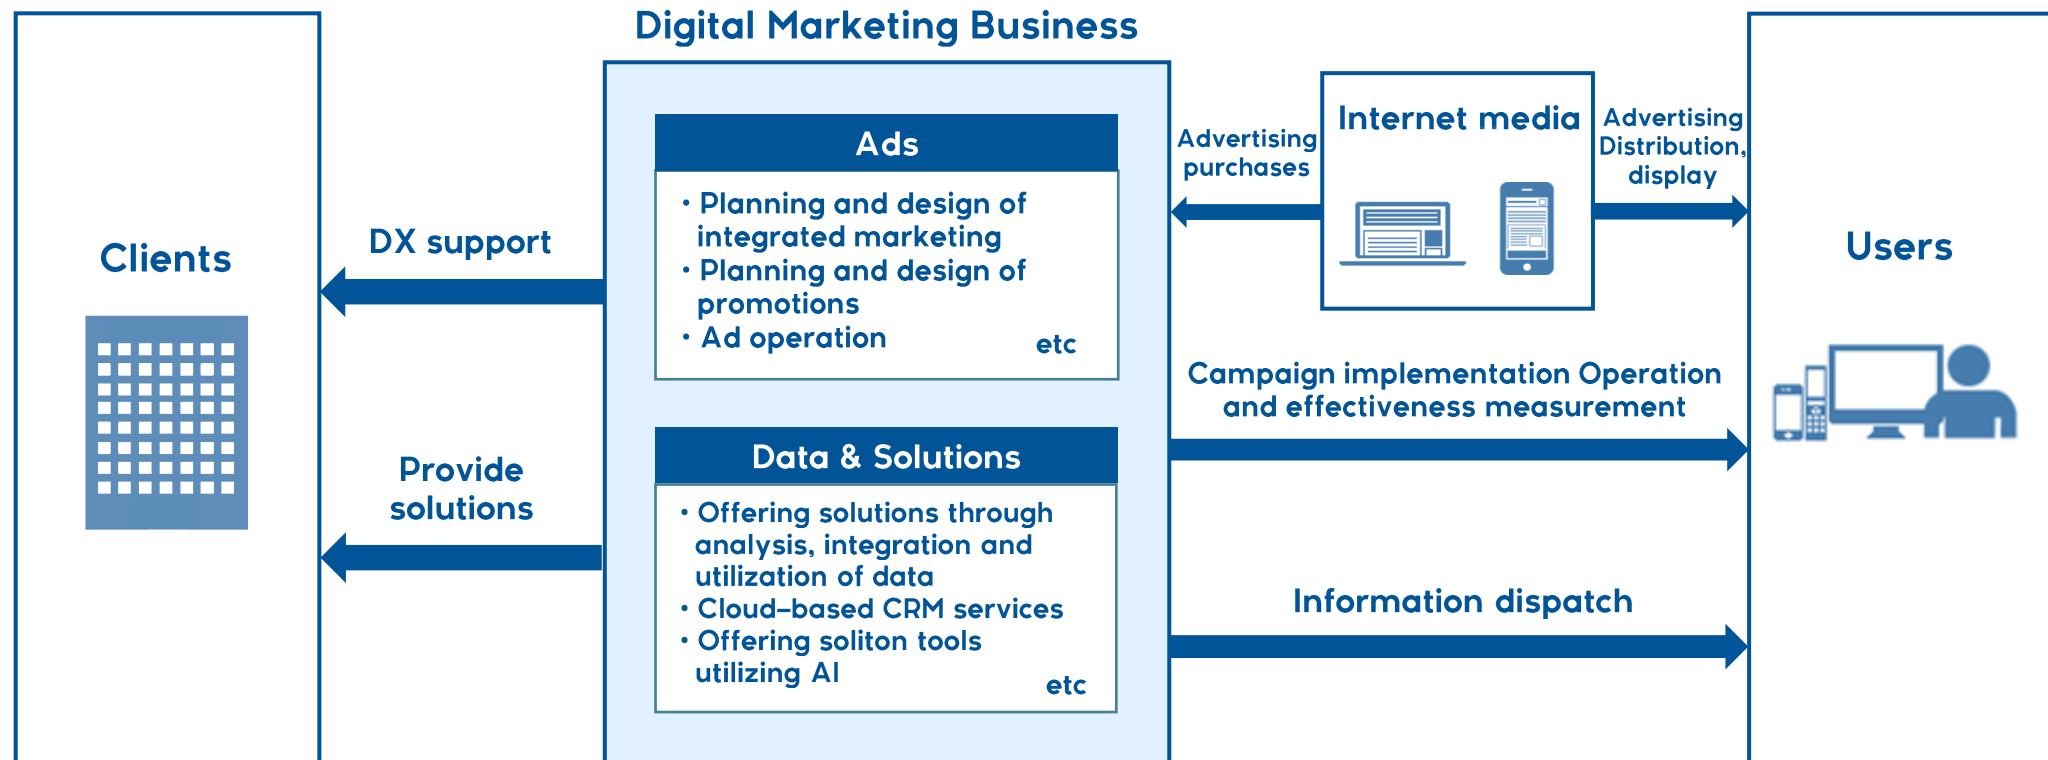 Digital Marketing Business
Clients
DX support
Provide
solutions
Ads
• Planning and design of
integrated marketing
• Planning and design of
promotions
• Ad operation
etc
Data & Solutions
• Offering solutions through
analysis, integration and
utilization of data
• Cloud-based CRM services
• Offering soliton tools
utilizing AI
etc
Advertising
purchases
Internet media
Advertising
Distribution,
display
Campaign implementation Operation
and effectiveness measurement
Information dispatch
Users